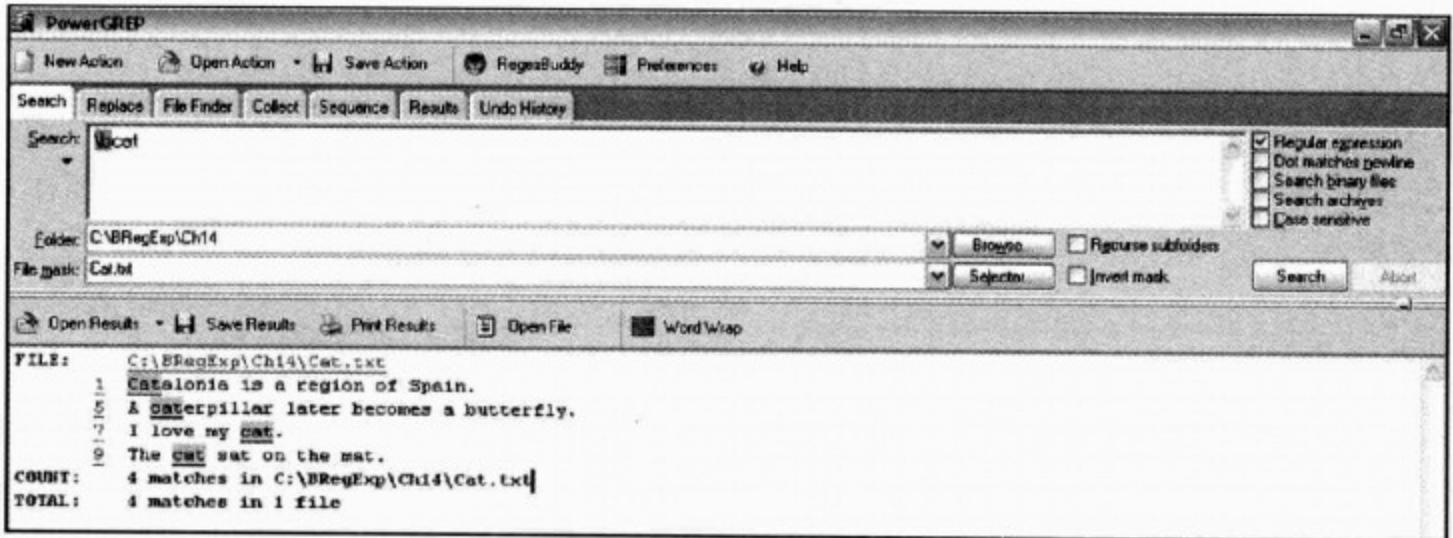 PowerGREP
New Action Open Action Save Action RegexBuddy Preferences Help
Search Replace File Finder Collect Sequence Results Undo History
Search: \bcat
Regular expression
Dot matches newline
Search binary files
Search archives
Case sensitive
Folder: C:\BRegExp\Ch14 Browse... Recurse subfolders
File mask: Cat.txt Selector... Invert mask Search Abort
Open Results Save Results Print Results Open File Word Wrap
FILE: C:\BRegExp\Ch14\Cat.txt
1 Catalonia is a region of Spain.
5 A caterpillar later becomes a butterfly.
7 I love my cat.
9 The cat sat on the mat.
COUNT: 4 matches in C:\BRegExp\Ch14\Cat.txt
TOTAL: 4 matches in 1 file